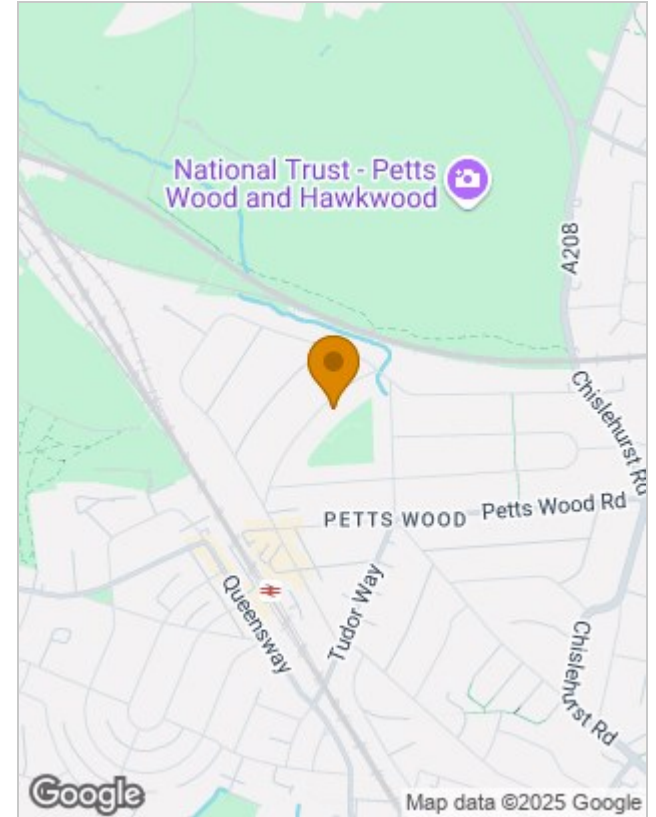 National Trust - Petts
Wood and Hawkwood
A208
Chislehurst Rd
PETTS WOOD
Petts Wood Rd
Queensway
Tudor Way
Chislehurst Rd
Google
Map data ©2025 Google